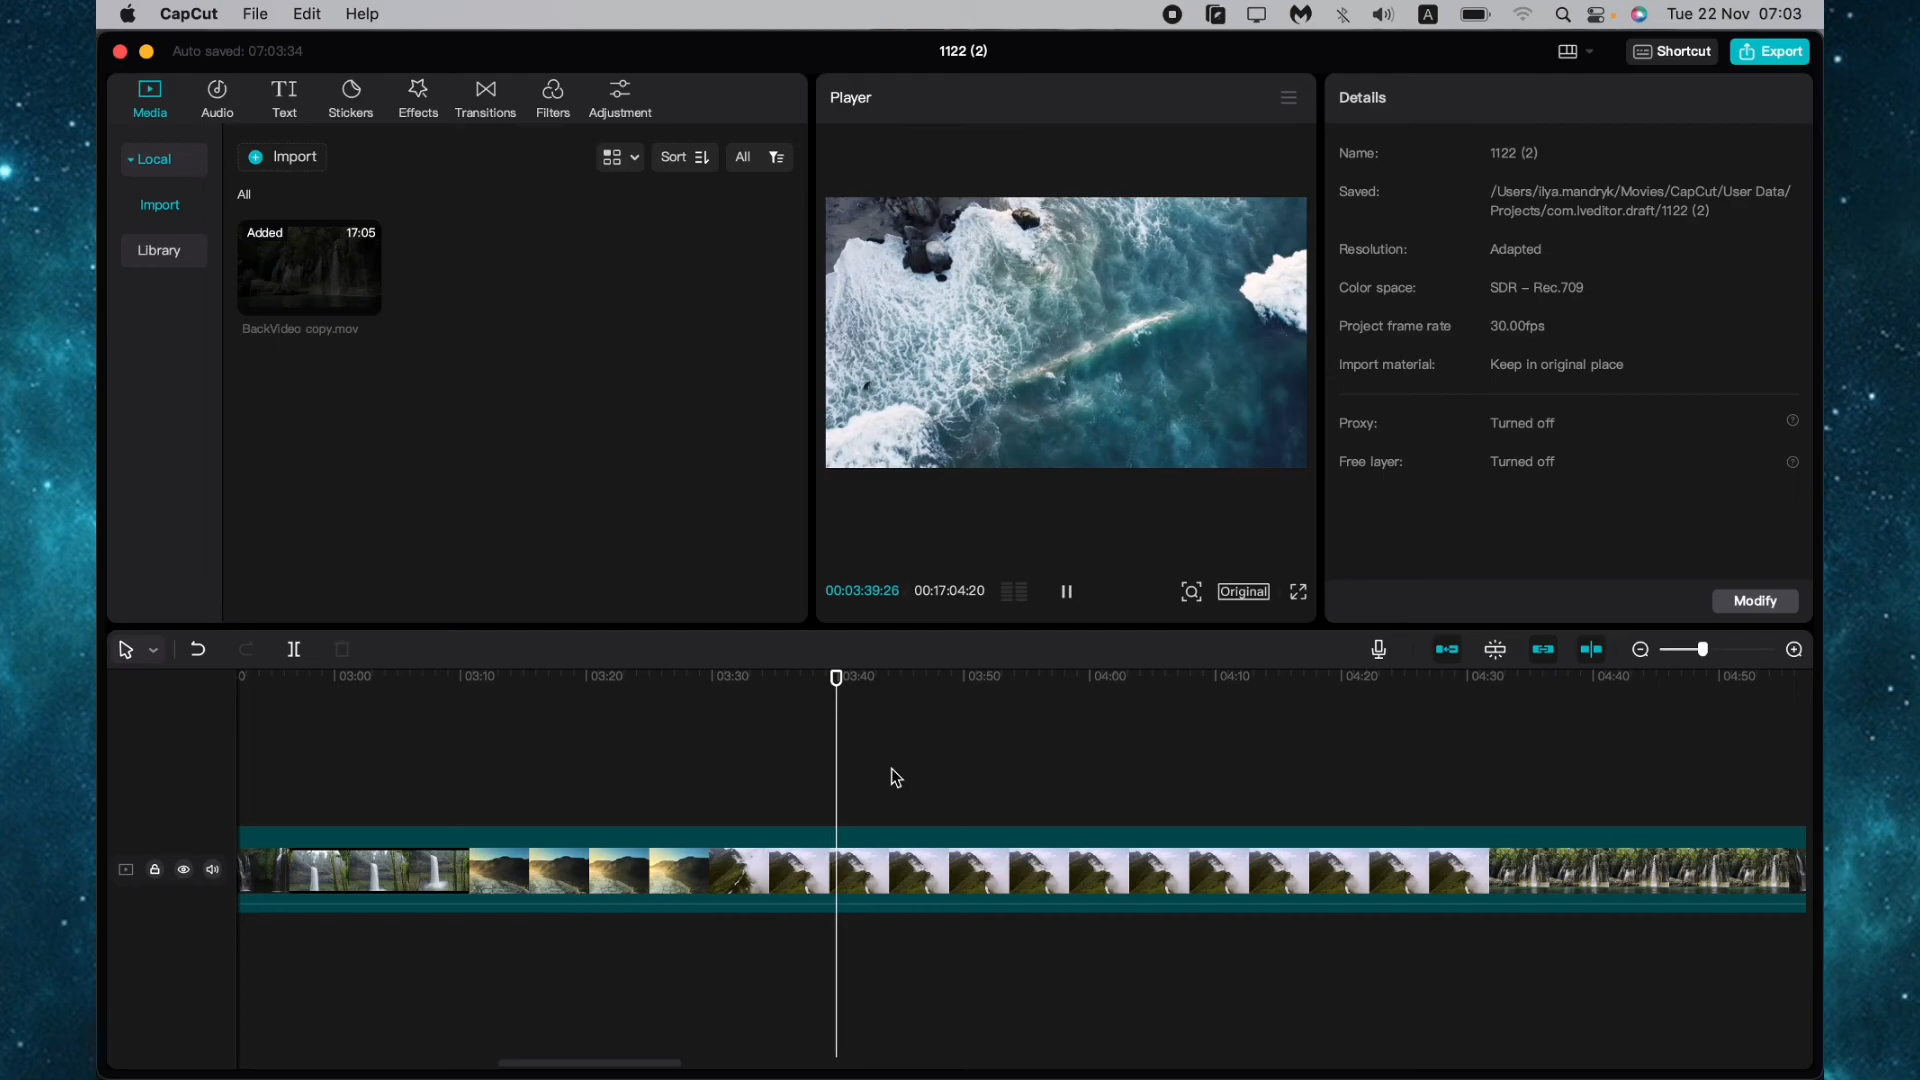 CapCut File Edit Help A Tue 22 Nov 07:03
Auto saved: 07:03:34 1122 (2) Shortcut Export
Media Audio TI Text Stickers Effects Transitions Filters Adjustment
Player
Details
Local
Import
Library
Import Sort All
All
Added 17:05
BackVideo copy.mov
00:03:39:26 00:17:04:20 Original
Name: 1122 (2)
Saved: /Users/ilya.mandryk/Movies/CapCut/User Data/
Projects/com.lveditor.draft/1122 (2)
Resolution: Adapted
Color space: SDR – Rec.709
Project frame rate 30.00fps
Import material: Keep in original place
Proxy: Turned off
Free layer: Turned off
Modify
0 03:00 03:10 03:20 03:30 03:40 03:50 04:00 04:10 04:20 04:30 04:40 04:50